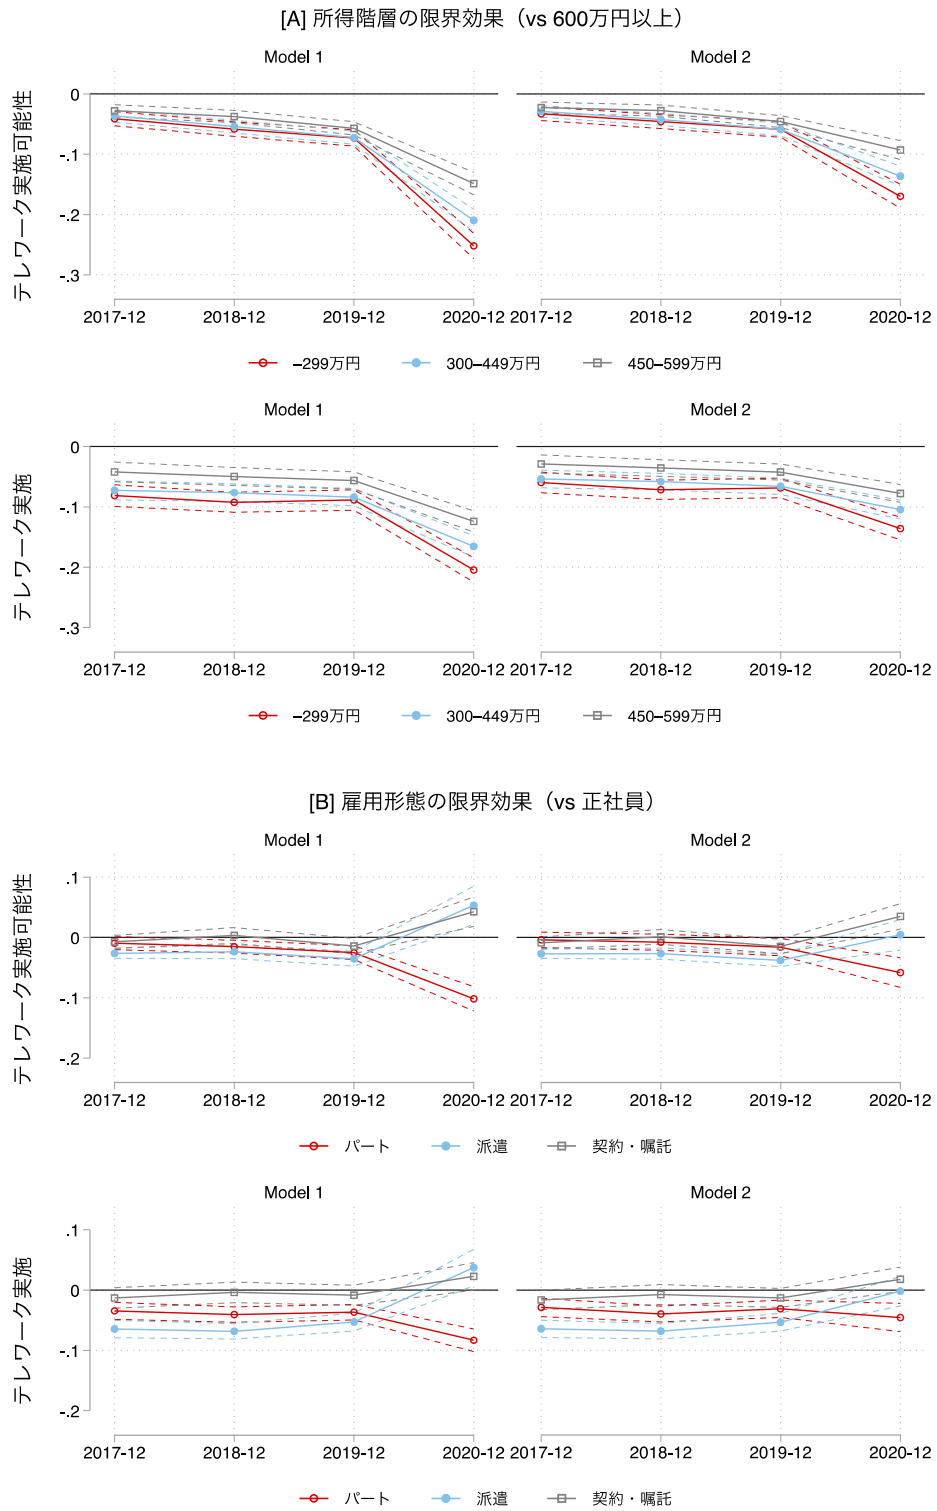 [A] 所得階層の限界効果（vs 600万円以上）
Model 1
Model 2
テレワーク実施可能性
0
-.1
-.2
-.3
2017-12 2018-12 2019-12 2020-12 2017-12 2018-12 2019-12 2020-12
–299万円 300–449万円 450–599万円
Model 1
Model 2
テレワーク実施
0
-.1
-.2
-.3
2017-12 2018-12 2019-12 2020-12 2017-12 2018-12 2019-12 2020-12
–299万円 300–449万円 450–599万円
[B] 雇用形態の限界効果（vs 正社員）
Model 1
Model 2
テレワーク実施可能性
.1
0
-.1
-.2
2017-12 2018-12 2019-12 2020-12 2017-12 2018-12 2019-12 2020-12
パート 派遣 契約・嘱託
Model 1
Model 2
テレワーク実施
.1
0
-.1
-.2
2017-12 2018-12 2019-12 2020-12 2017-12 2018-12 2019-12 2020-12
パート 派遣 契約・嘱託